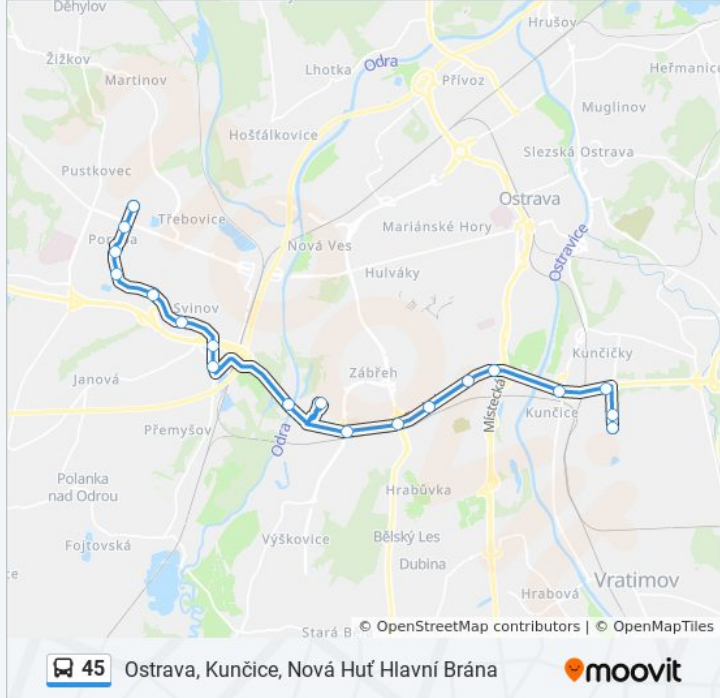 Děhylov
Hrušov
Žižkov
Lhotka
Odra
Heřmanice
Martinov
Přívoz
Muglinov
Hošťálkovice
Slezská Ostrava
Pustkovec
Třebovice
Ostrava
Mariánské Hory
Nová Ves
Ostravice
Hulváky
Svinov
Kunčičky
Zábřeh
Janová
Místecká
Kunčice
Přemyšov
Odra
Polanka
nad Odrou
Hrabůvka
Fojtovská
Výškovice
Bělský Les
Dubina
Vratimov
Hrabová
Stará B
© OpenStreetMap contributors | © OpenMapTiles
45 Ostrava, Kunčice, Nová Huť Hlavní Brána
moovit